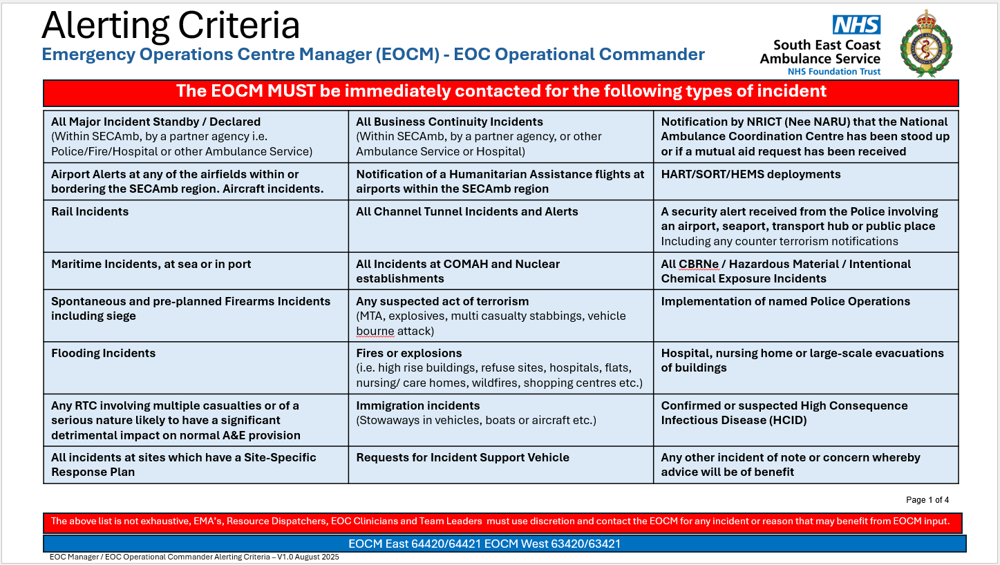 Alerting Criteria
Emergency Operations Centre Manager (EOCM) - EOC Operational Commander
NHS
South East Coast
Ambulance Service
NHS Foundation Trust
The EOCM MUST be immediately contacted for the following types of incident
All Major Incident Standby / Declared
(Within SECAmb, by a partner agency i.e.
Police/Fire/Hospital or other Ambulance Service)
All Business Continuity Incidents
(Within SECAmb, by a partner agency, or other
Ambulance Service or Hospital)
Notification by NRICT (Nee NARU) that the National
Ambulance Coordination Centre has been stood up
or if a mutual aid request has been received
Airport Alerts at any of the airfields within or
bordering the SECAmb region. Aircraft incidents.
Notification of a Humanitarian Assistance flights at
airports within the SECAmb region
HART/SORT/HEMS deployments
Rail Incidents
All Channel Tunnel Incidents and Alerts
A security alert received from the Police involving
an airport, seaport, transport hub or public place
Including any counter terrorism notifications
Maritime Incidents, at sea or in port
All Incidents at COMAH and Nuclear
establishments
All CBRNe / Hazardous Material / Intentional
Chemical Exposure Incidents
Spontaneous and pre-planned Firearms Incidents
including siege
Any suspected act of terrorism
(MTA, explosives, multi casualty stabbings, vehicle
bourne attack)
Implementation of named Police Operations
Flooding Incidents
Fires or explosions
(i.e. high rise buildings, refuse sites, hospitals, flats,
nursing/ care homes, wildfires, shopping centres etc.)
Hospital, nursing home or large-scale evacuations
of buildings
Any RTC involving multiple casualties or of a
serious nature likely to have a significant
detrimental impact on normal A&E provision
Immigration incidents
(Stowaways in vehicles, boats or aircraft etc.)
Confirmed or suspected High Consequence
Infectious Disease (HCID)
All incidents at sites which have a Site-Specific
Response Plan
Requests for Incident Support Vehicle
Any other incident of note or concern whereby
advice will be of benefit
Page 1 of 4
The above list is not exhaustive, EMA's, Resource Dispatchers, EOC Clinicians and Team Leaders must use discretion and contact the EOCM for any incident or reason that may benefit from EOCM input.
EOCM East 64420/64421 EOCM West 63420/63421
EOC Manager / EOC Operational Commander Alerting Criteria – V1.0 August 2025